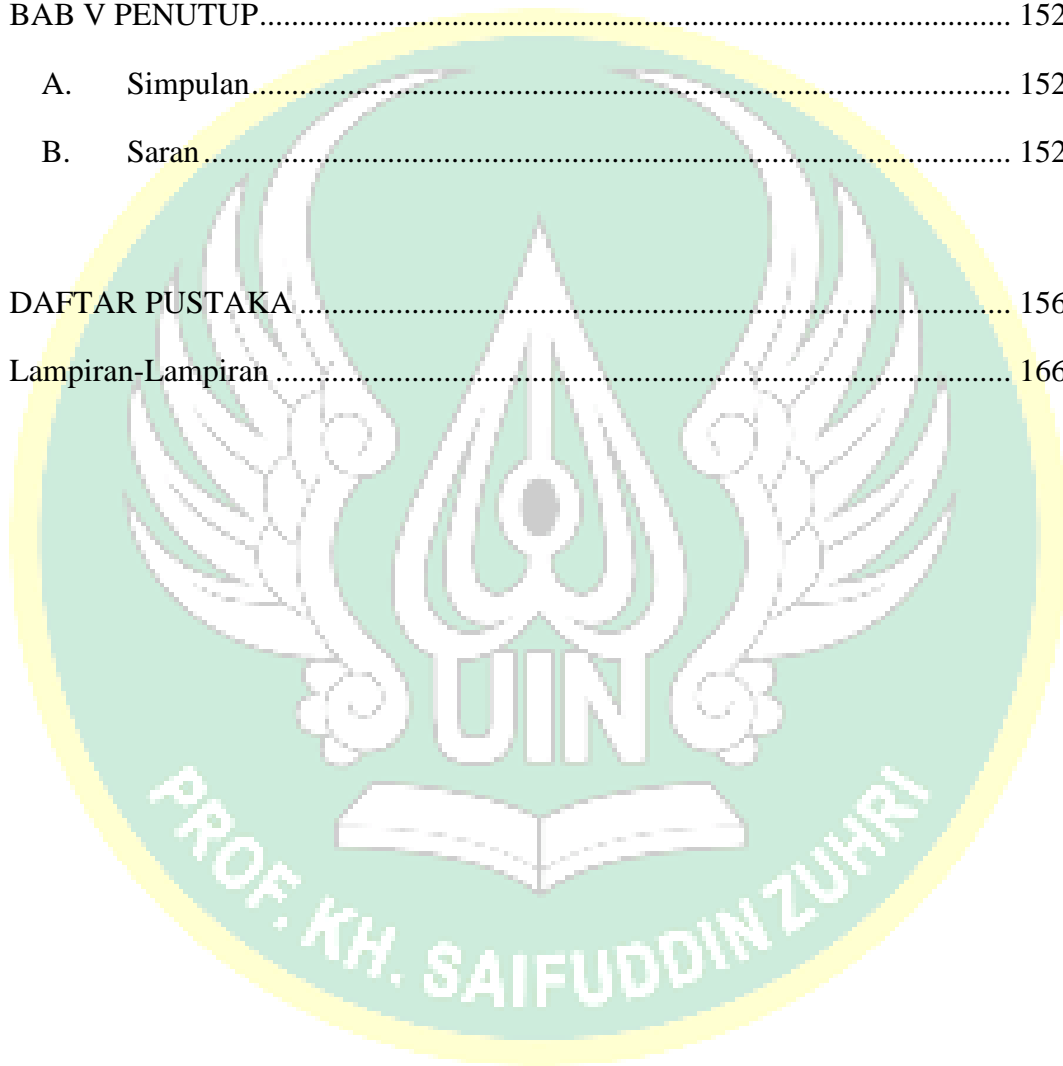 BAB V PENUTUP.......................................................................................... 152
A. Simpulan.......................................................................................... 152
B. Saran.......................................................................................... 152
DAFTAR PUSTAKA.......................................................................................... 156
Lampiran-Lampiran.......................................................................................... 166
UIN
PROF. KH. SAIFUDDIN ZUHRI